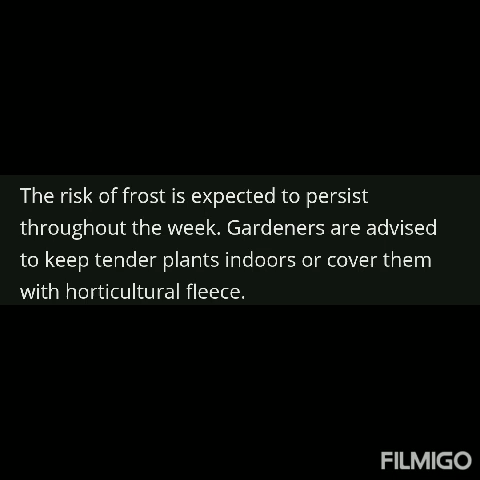 The risk of frost is expected to persist
throughout the week. Gardeners are advised
to keep tender plants indoors or cover them
with horticultural fleece.
FILMIGO